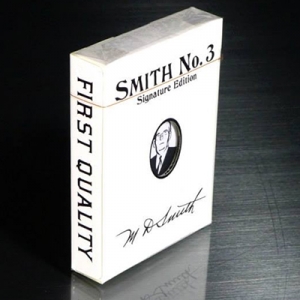 SMITH No. 3
Signature Edition
M D Smith
FIRST QUALITY